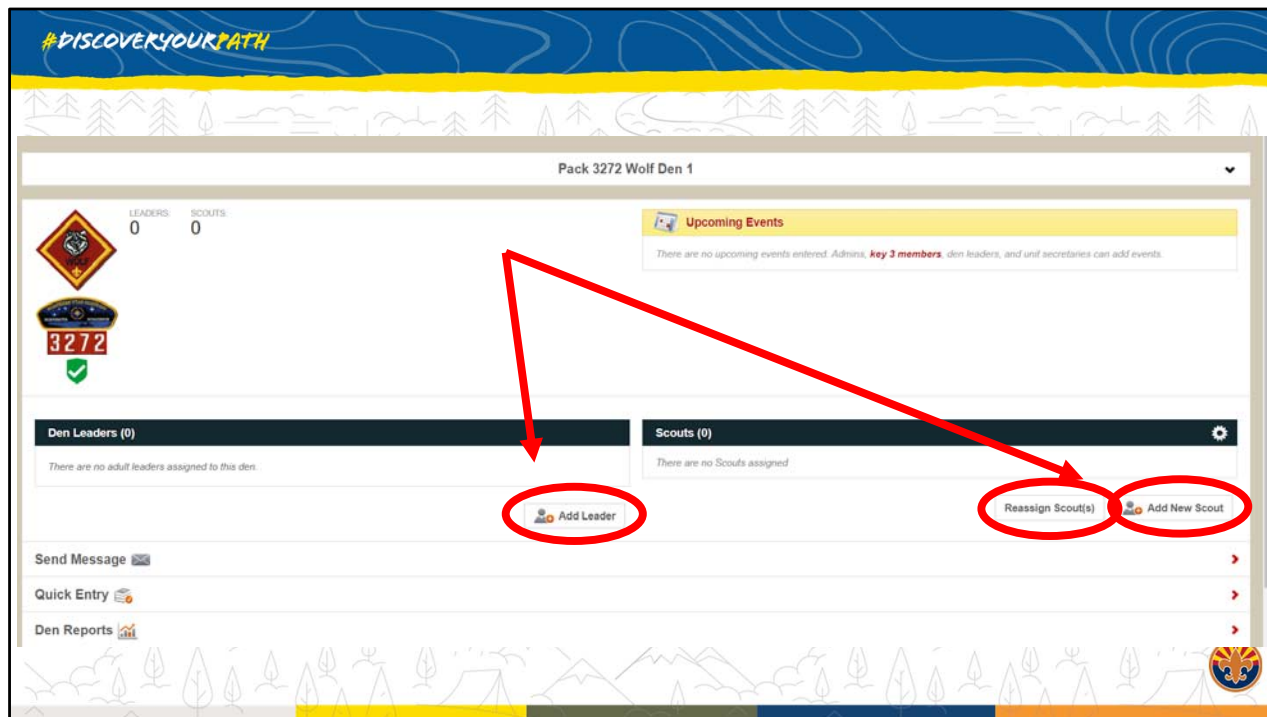 #DISCOVERYOURPATH
Pack 3272 Wolf Den 1
LEADERS: SCOUTS:
0 0
WOLF
3272
Upcoming Events
There are no upcoming events entered. Admins, key 3 members, den leaders, and unit secretaries can add events.
Den Leaders (0)
There are no adult leaders assigned to this den.
Add Leader
Scouts (0)
There are no Scouts assigned
Reassign Scout(s)
Add New Scout
Send Message
Quick Entry
Den Reports